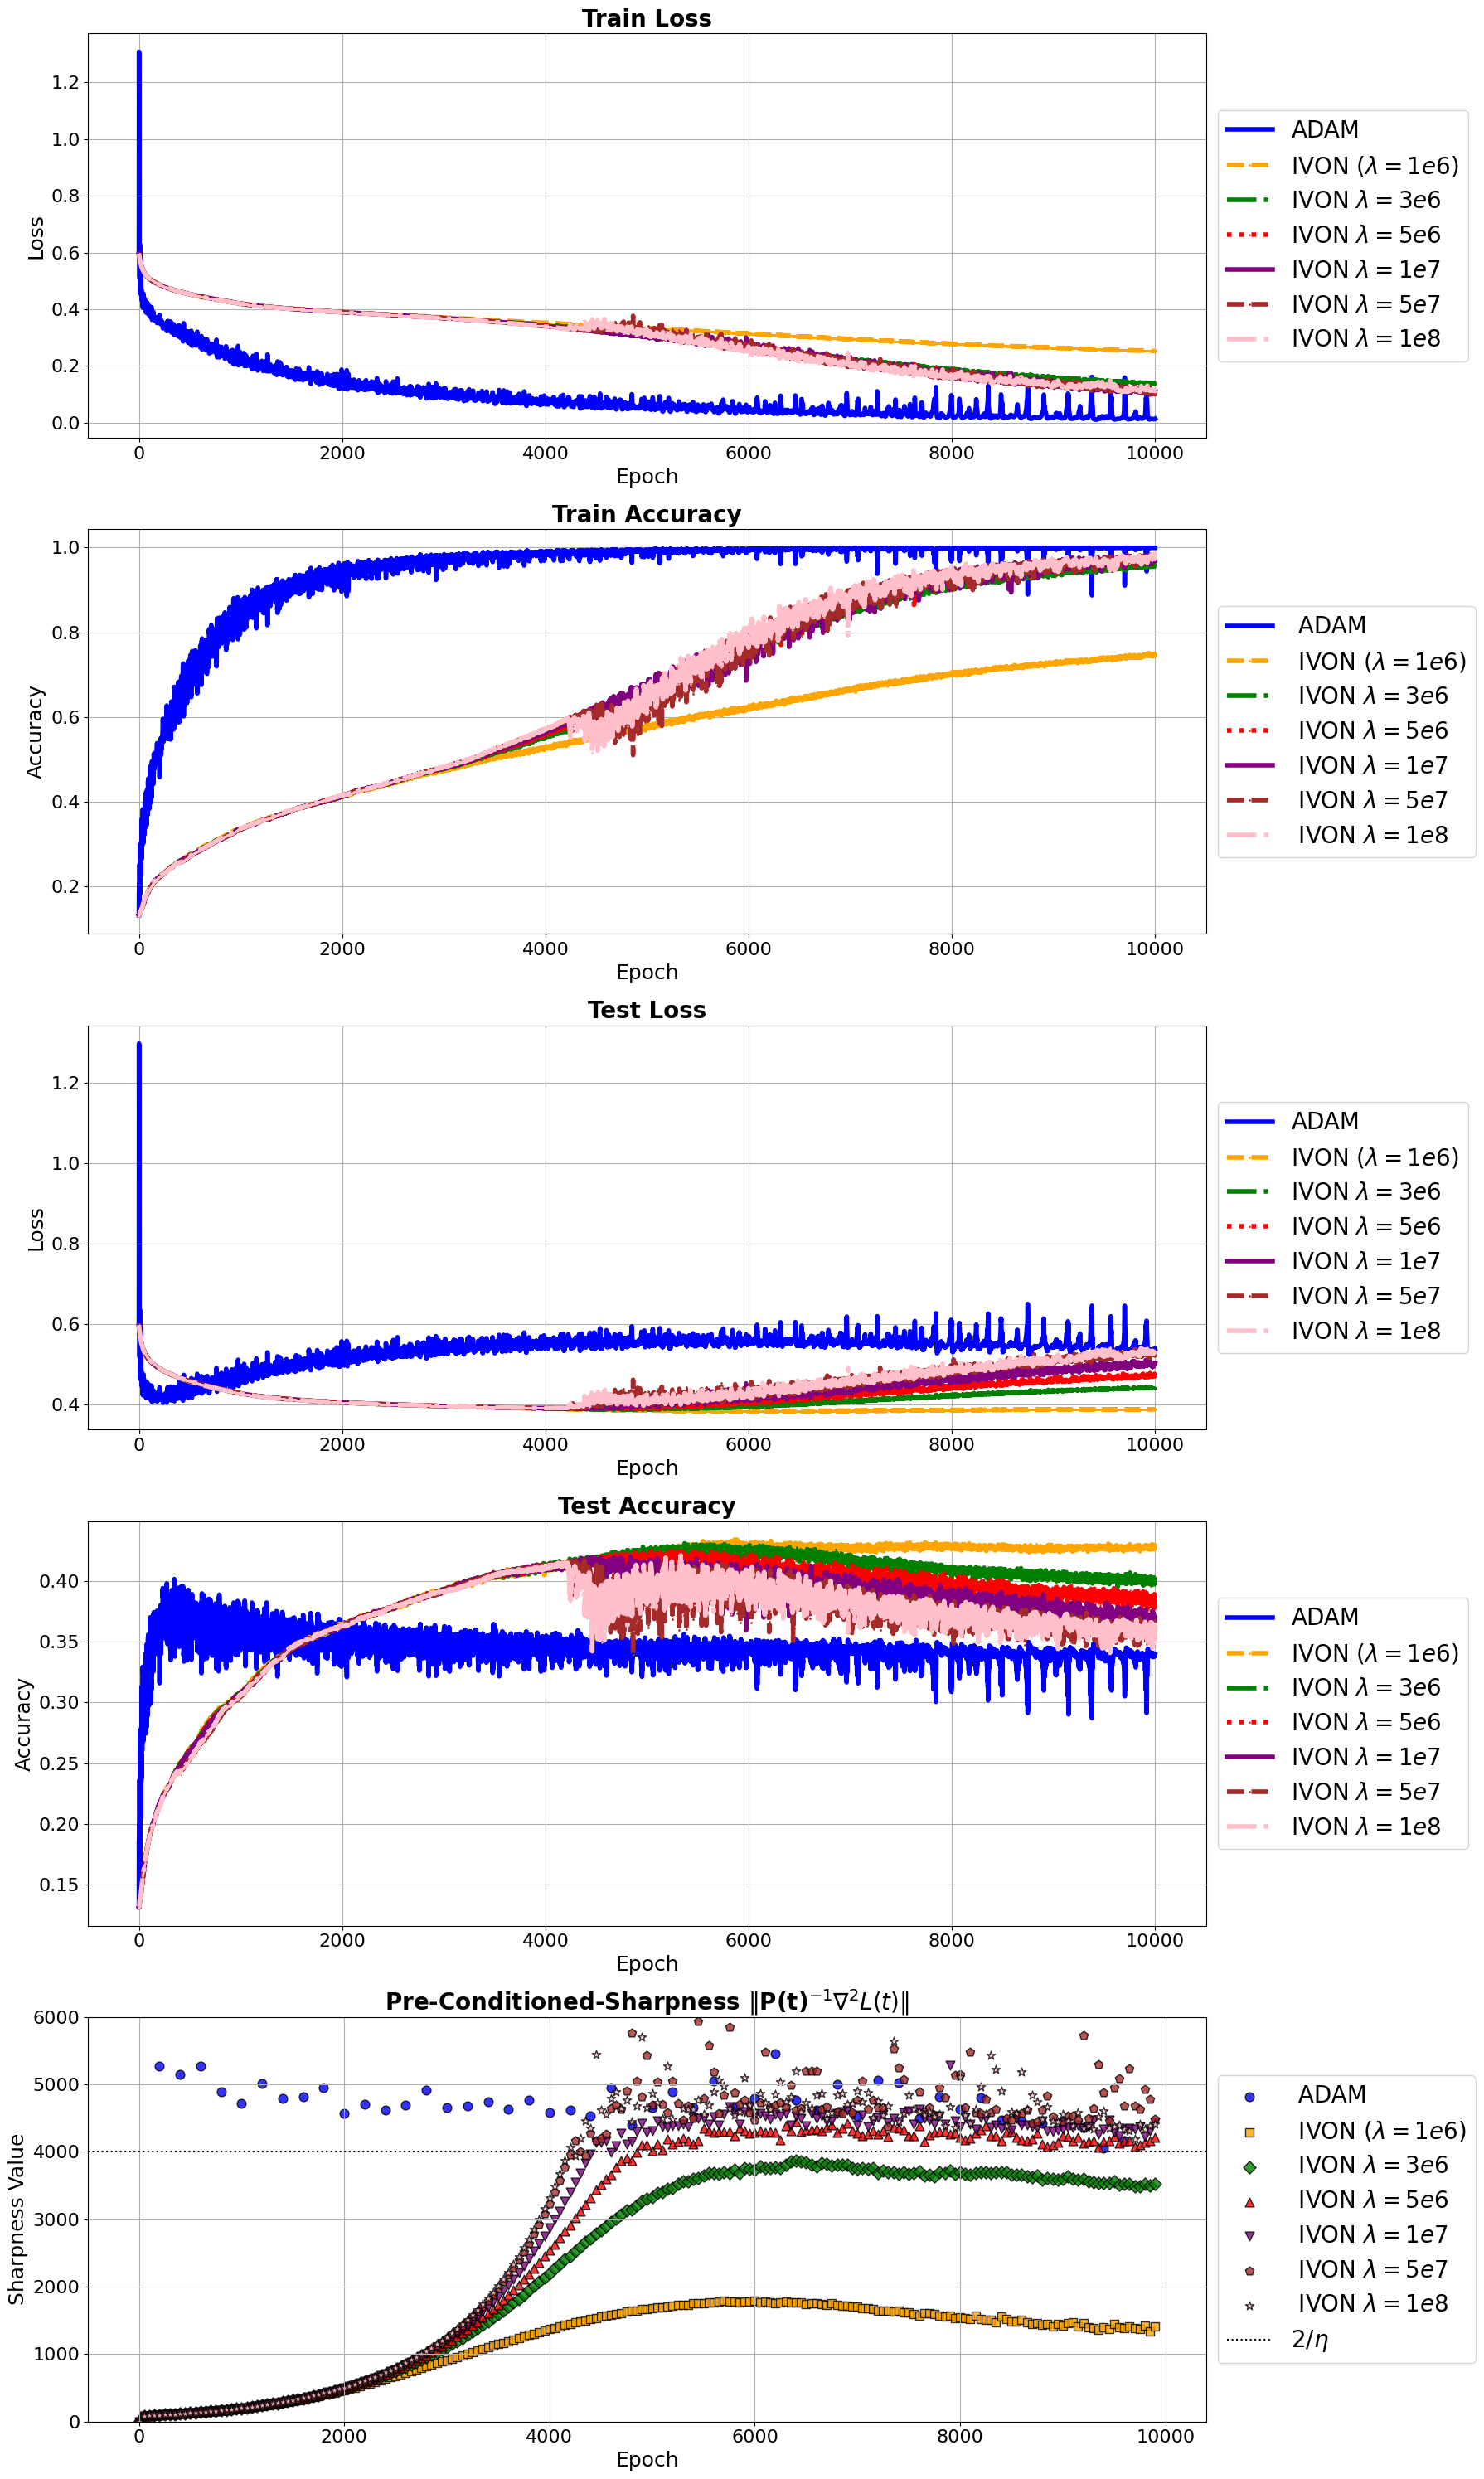 Train Loss
1.2
1.0
0.8
0.6
0.4
0.2
0.0
Loss
0
2000
4000
6000
8000
10000
Epoch
ADAM
IVON (λ = 1e6)
IVON λ = 3e6
IVON λ = 5e6
IVON λ = 1e7
IVON λ = 5e7
IVON λ = 1e8
Train Accuracy
1.0
0.8
0.6
0.4
0.2
Accuracy
0
2000
4000
6000
8000
10000
Epoch
ADAM
IVON (λ = 1e6)
IVON λ = 3e6
IVON λ = 5e6
IVON λ = 1e7
IVON λ = 5e7
IVON λ = 1e8
Test Loss
1.2
1.0
0.8
0.6
0.4
Loss
0
2000
4000
6000
8000
10000
Epoch
ADAM
IVON (λ = 1e6)
IVON λ = 3e6
IVON λ = 5e6
IVON λ = 1e7
IVON λ = 5e7
IVON λ = 1e8
Test Accuracy
0.40
0.35
0.30
0.25
0.20
0.15
Accuracy
0
2000
4000
6000
8000
10000
Epoch
ADAM
IVON (λ = 1e6)
IVON λ = 3e6
IVON λ = 5e6
IVON λ = 1e7
IVON λ = 5e7
IVON λ = 1e8
Pre-Conditioned-Sharpness ‖P(t)⁻¹∇²L(t)‖
6000
5000
4000
3000
2000
1000
0
Sharpness Value
0
2000
4000
6000
8000
10000
Epoch
ADAM
IVON (λ = 1e6)
IVON λ = 3e6
IVON λ = 5e6
IVON λ = 1e7
IVON λ = 5e7
IVON λ = 1e8
2/η